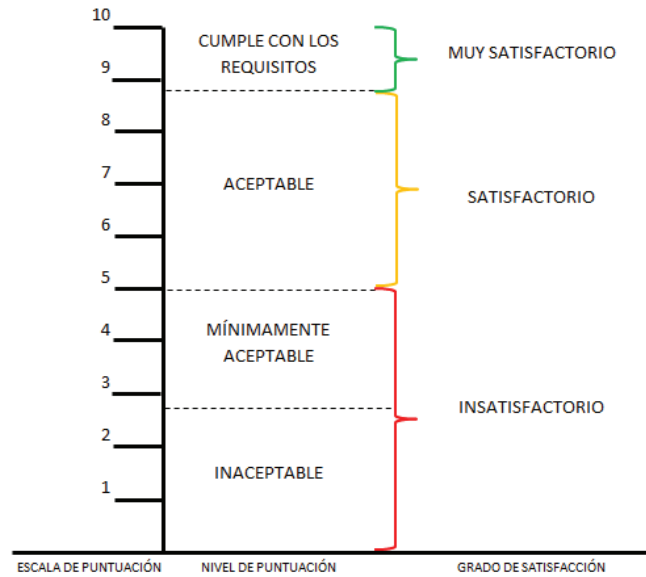 10
CUMPLE CON LOS
REQUISITOS
MUY SATISFACTORIO
9
8
ACEPTABLE
7
SATISFACTORIO
6
5
MÍNIMAMENTE
ACEPTABLE
4
3
INSATISFACTORIO
2
INACEPTABLE
1
ESCALA DE PUNTUACIÓN
NIVEL DE PUNTUACIÓN
GRADO DE SATISFACCIÓN